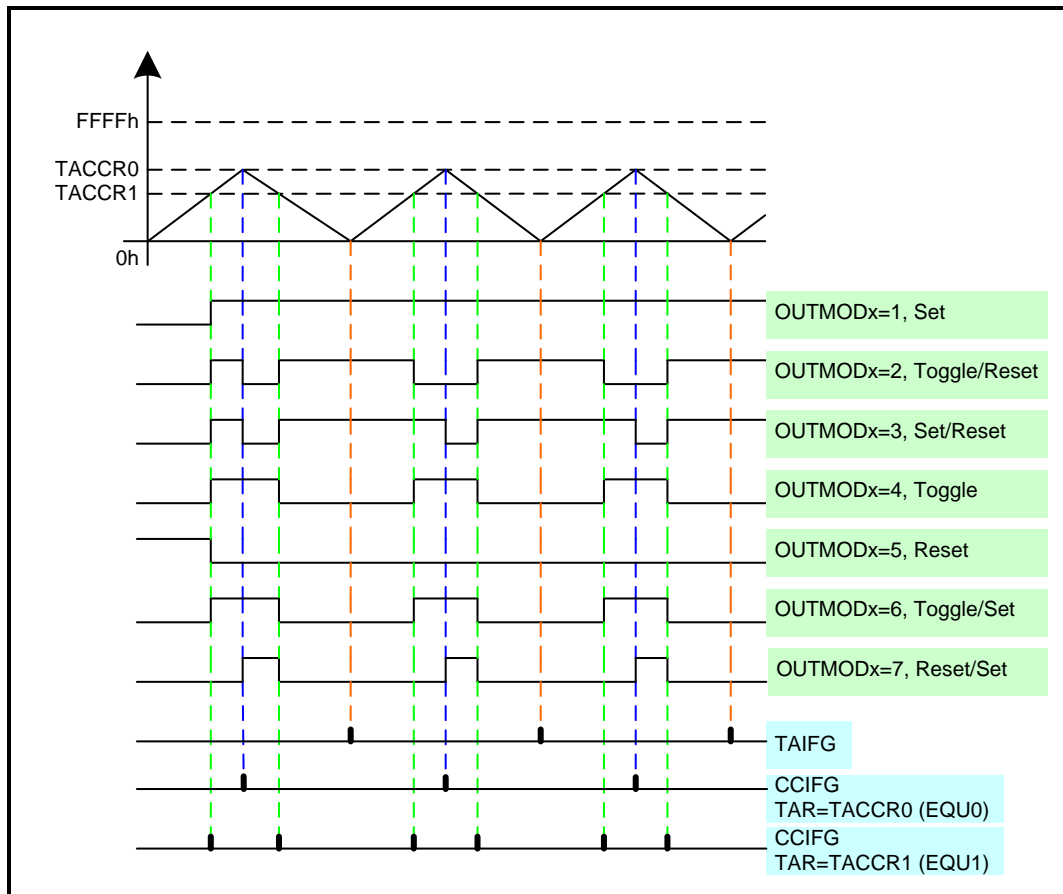 FFFFh
TACCR0
TACCR1
0h
OUTMODx=1, Set
OUTMODx=2, Toggle/Reset
OUTMODx=3, Set/Reset
OUTMODx=4, Toggle
OUTMODx=5, Reset
OUTMODx=6, Toggle/Set
OUTMODx=7, Reset/Set
TAIFG
CCIFG
TAR=TACCR0 (EQU0)
CCIFG
TAR=TACCR1 (EQU1)